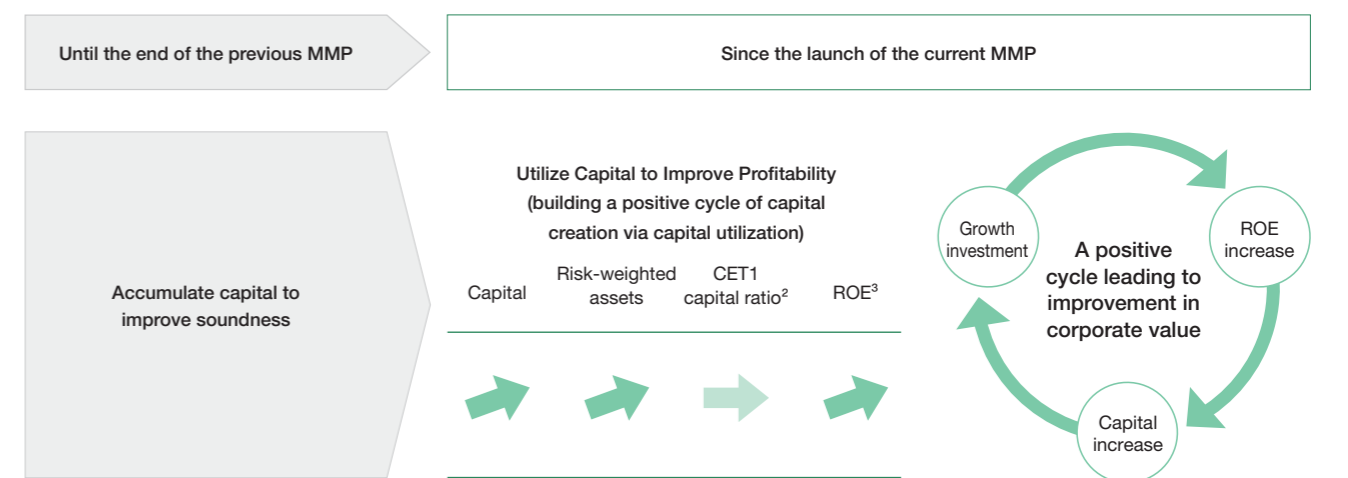 Until the end of the previous MMP
Since the launch of the current MMP
Accumulate capital to
improve soundness
Utilize Capital to Improve Profitability
(building a positive cycle of capital
creation via capital utilization)
Capital
Risk-weighted
assets
CET1
capital ratio²
ROE³
Growth
investment
A positive
cycle leading to
improvement in
corporate value
ROE
increase
Capital
increase